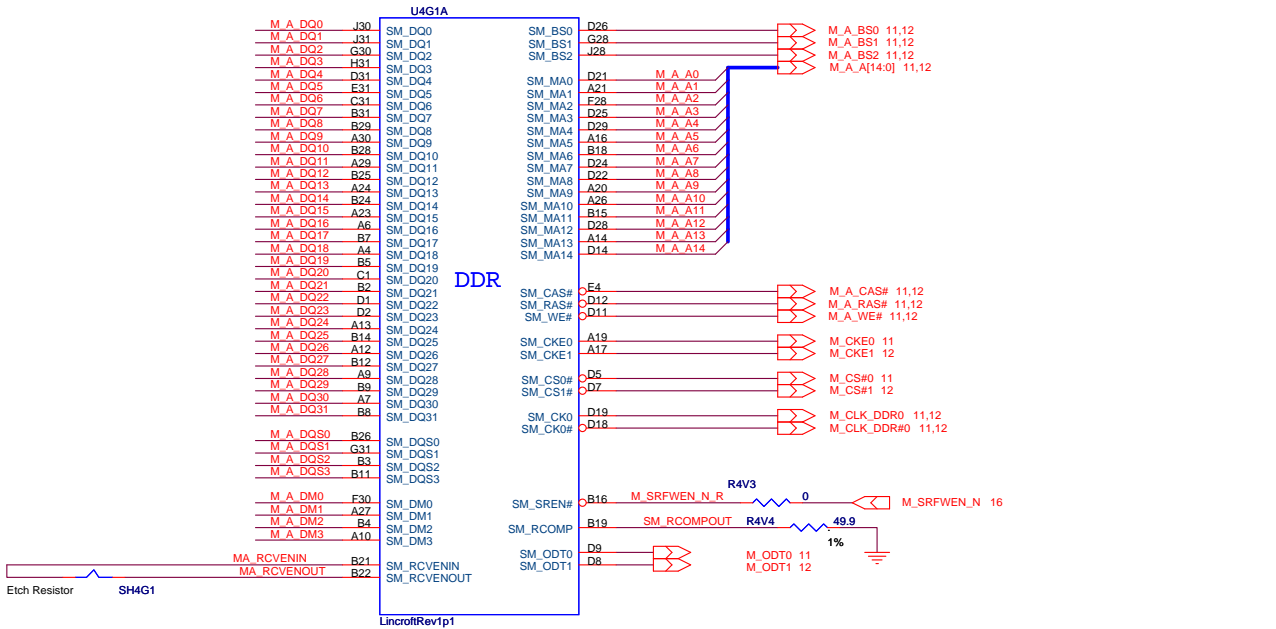 U4G1A
M_A_DQ0 J30 SM_DQ0 SM_BS0 D26 M_A_BS0 11,12
M_A_DQ1 J31 SM_DQ1 SM_BS1 G28 M_A_BS1 11,12
M_A_DQ2 G30 SM_DQ2 SM_BS2 J28 M_A_BS2 11,12
M_A_DQ3 H31 SM_DQ3 M_A_A[14:0] 11,12
M_A_DQ4 D31 SM_DQ4 SM_MA0 D21 M_A_A0
M_A_DQ5 E31 SM_DQ5 SM_MA1 A21 M_A_A1
M_A_DQ6 C31 SM_DQ6 SM_MA2 F28 M_A_A2
M_A_DQ7 B31 SM_DQ7 SM_MA3 D25 M_A_A3
M_A_DQ8 B29 SM_DQ8 SM_MA4 D29 M_A_A4
M_A_DQ9 A30 SM_DQ9 SM_MA5 A16 M_A_A5
M_A_DQ10 B28 SM_DQ10 SM_MA6 B18 M_A_A6
M_A_DQ11 A29 SM_DQ11 SM_MA7 D24 M_A_A7
M_A_DQ12 B25 SM_DQ12 SM_MA8 D22 M_A_A8
M_A_DQ13 A24 SM_DQ13 SM_MA9 A20 M_A_A9
M_A_DQ14 B24 SM_DQ14 SM_MA10 A26 M_A_A10
M_A_DQ15 A23 SM_DQ15 SM_MA11 B15 M_A_A11
M_A_DQ16 A6 SM_DQ16 SM_MA12 D28 M_A_A12
M_A_DQ17 B7 SM_DQ17 SM_MA13 A14 M_A_A13
M_A_DQ18 A4 SM_DQ18 SM_MA14 D14 M_A_A14
M_A_DQ19 B5 SM_DQ19
M_A_DQ20 C1 SM_DQ20
DDR
M_A_DQ21 B2 SM_DQ21 SM_CAS# E4 M_A_CAS# 11,12
M_A_DQ22 D1 SM_DQ22 SM_RAS# D12 M_A_RAS# 11,12
M_A_DQ23 D2 SM_DQ23 SM_WE# D11 M_A_WE# 11,12
M_A_DQ24 A13 SM_DQ24
M_A_DQ25 B14 SM_DQ25 SM_CKE0 A19 M_CKE0 11
M_A_DQ26 A12 SM_DQ26 SM_CKE1 A17 M_CKE1 12
M_A_DQ27 B12 SM_DQ27
M_A_DQ28 A9 SM_DQ28 SM_CS0# D5 M_CS#0 11
M_A_DQ29 B9 SM_DQ29 SM_CS1# D7 M_CS#1 12
M_A_DQ30 A7 SM_DQ30
M_A_DQ31 B8 SM_DQ31 SM_CK0 D19 M_CLK_DDR0 11,12
SM_CK0# D18 M_CLK_DDR#0 11,12
M_A_DQS0 B26 SM_DQS0
M_A_DQS1 G31 SM_DQS1
M_A_DQS2 B3 SM_DQS2
M_A_DQS3 B11 SM_DQS3
R4V3
M_A_DM0 F30 SM_DM0 SM_SREN# B16 M_SRFWEN_N_R 0 M_SRFWEN_N 16
M_A_DM1 A27 SM_DM1
M_A_DM2 B4 SM_DM2 SM_RCOMP B19 SM_RCOMPOUT R4V4 49.9
M_A_DM3 A10 SM_DM3 1%
SM_ODT0 D9 M_ODT0 11
MA_RCVENIN B21 SM_RCVENIN SM_ODT1 D8 M_ODT1 12
MA_RCVENOUT B22 SM_RCVENOUT
Etch Resistor SH4G1
LincroftRev1p1